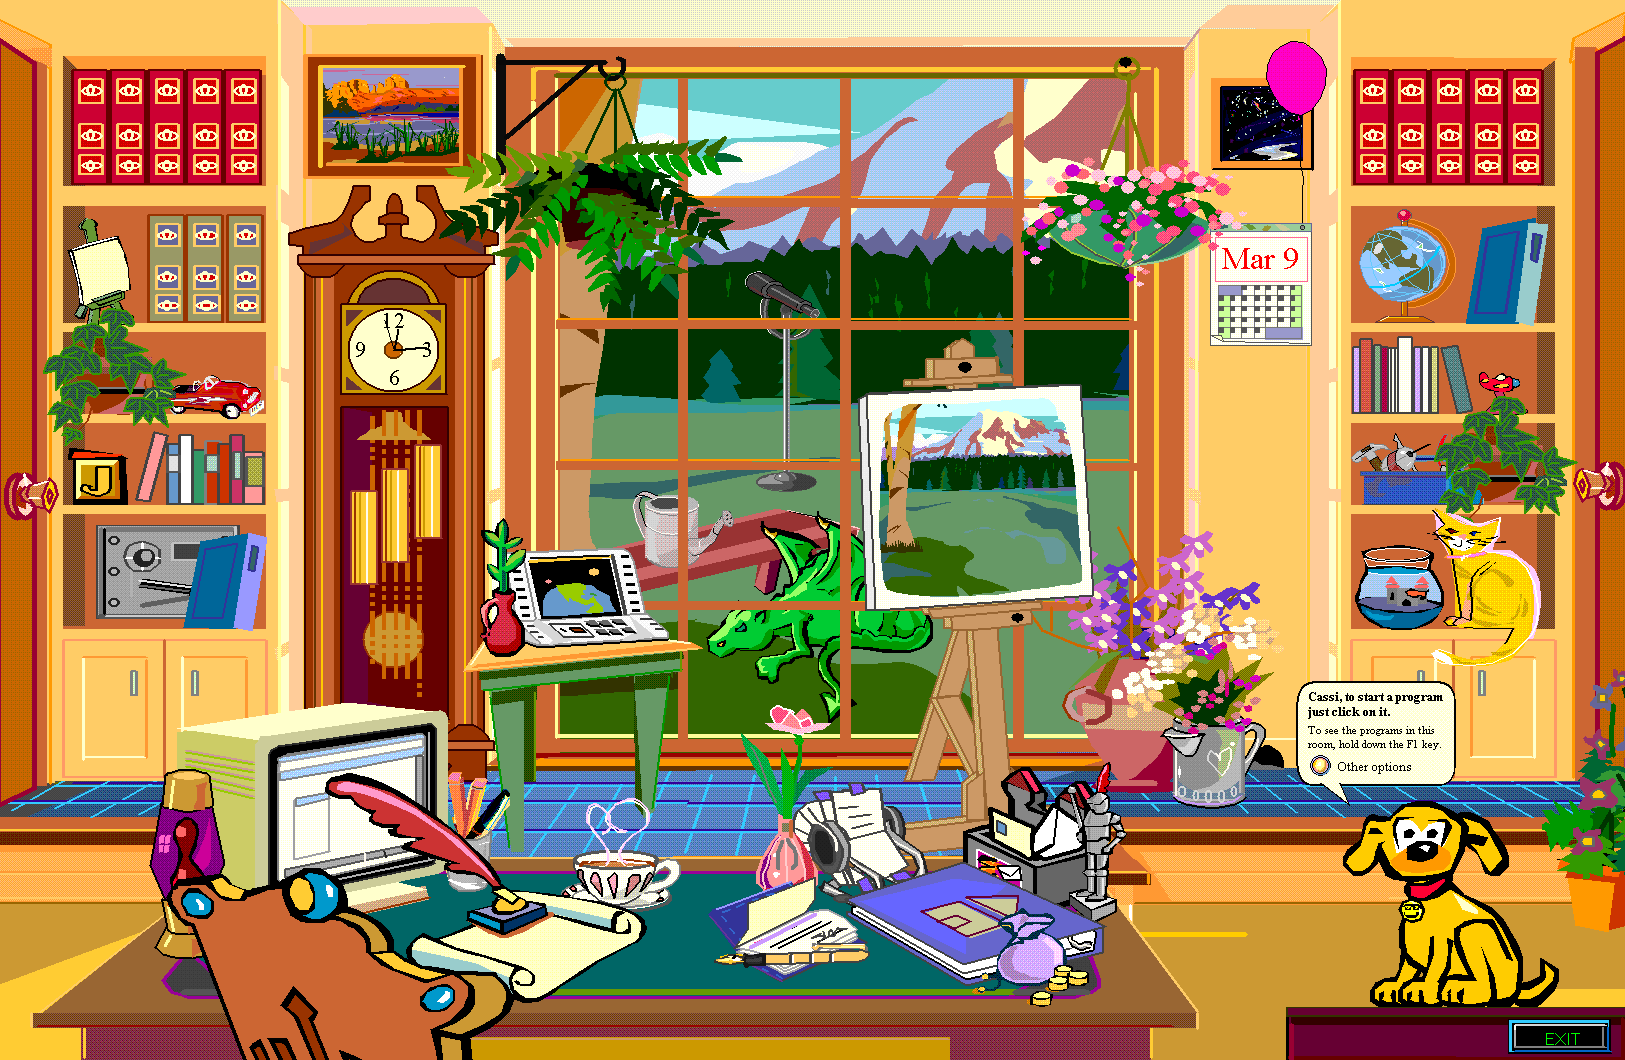 Mar 9
12
9 3
6
J
Cassi, to start a program
just click on it.
To see the programs in this
room, hold down the F1 key.
Other options
EXIT